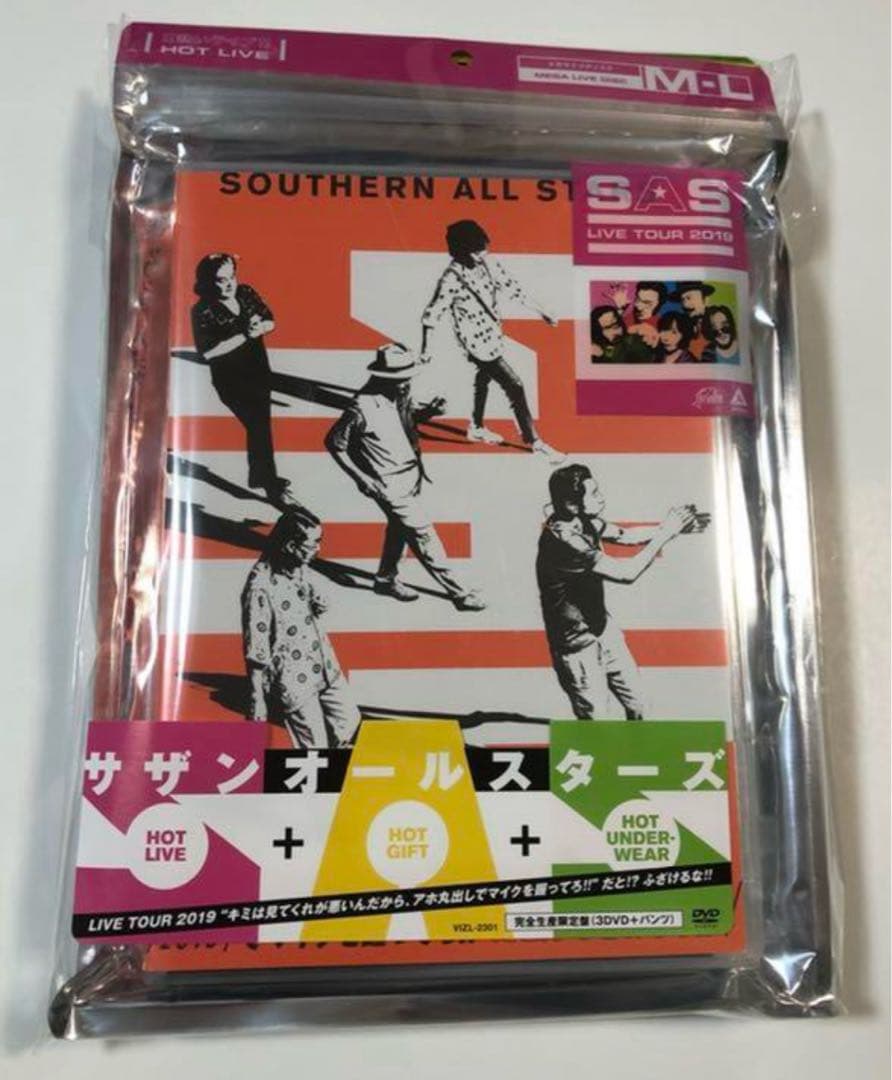 HOT LIVE
MEGA LIVE DISC
M-L
SOUTHERN ALL ST
SAS
LIVE TOUR 2019
サザンオールスターズ
HOT
LIVE
+
HOT
GIFT
+
HOT
UNDER-
WEAR
LIVE TOUR 2019 “キミは見てくれが悪いんだから、アホ丸出しでマイクを握ってろ!!” だと!? ふざけるな!!
VIZL-2301
完全生産限定盤(3DVD+パンツ)
DVD